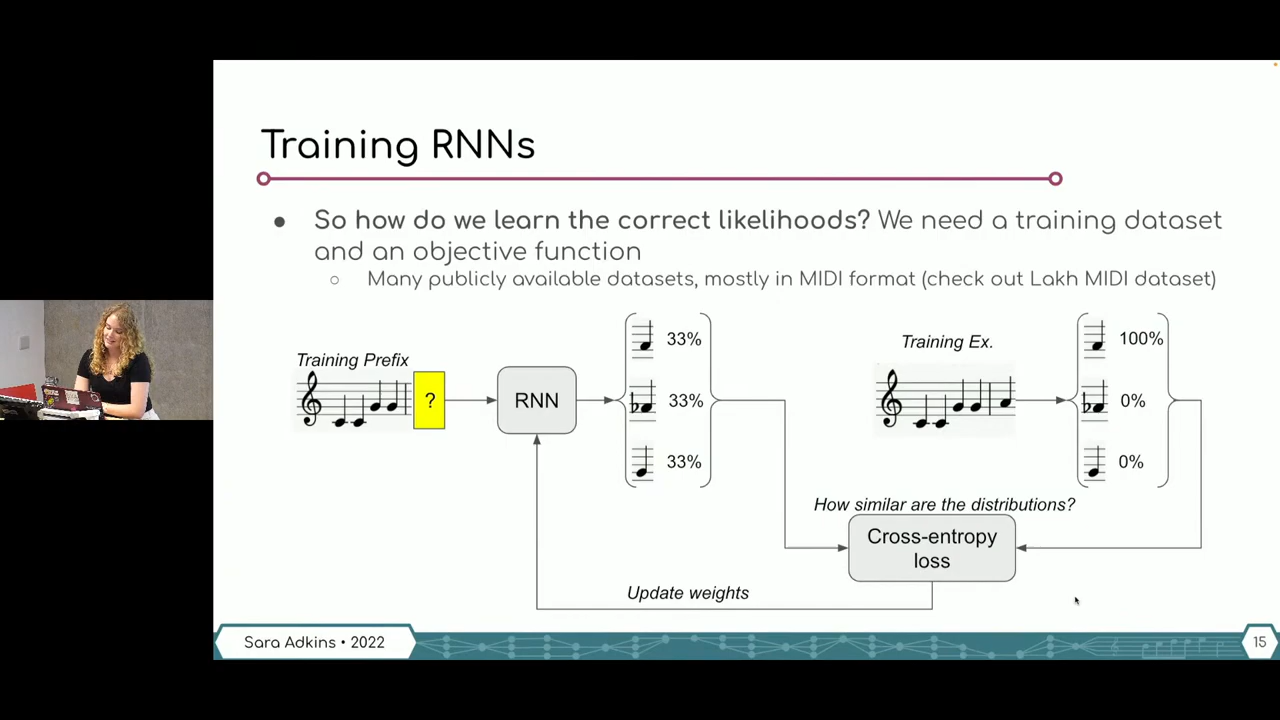 Training RNNs
● So how do we learn the correct likelihoods? We need a training dataset
and an objective function
○ Many publicly available datasets, mostly in MIDI format (check out Lakh MIDI dataset)
Training Prefix
?
RNN
33%
33%
33%
Training Ex.
100%
0%
0%
How similar are the distributions?
Cross-entropy
loss
Update weights
Sara Adkins • 2022
15